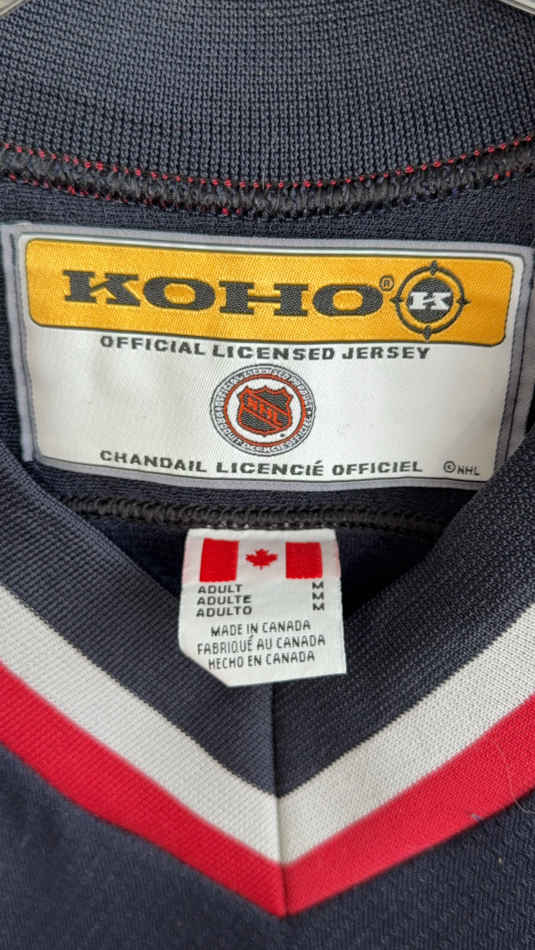 KOHO® K
OFFICIAL LICENSED JERSEY
NHL
CHANDAIL LICENCIÉ OFFICIEL ©NHL
ADULT M
ADULTE M
ADULTO M
MADE IN CANADA
FABRIQUÉ AU CANADA
HECHO EN CANADA